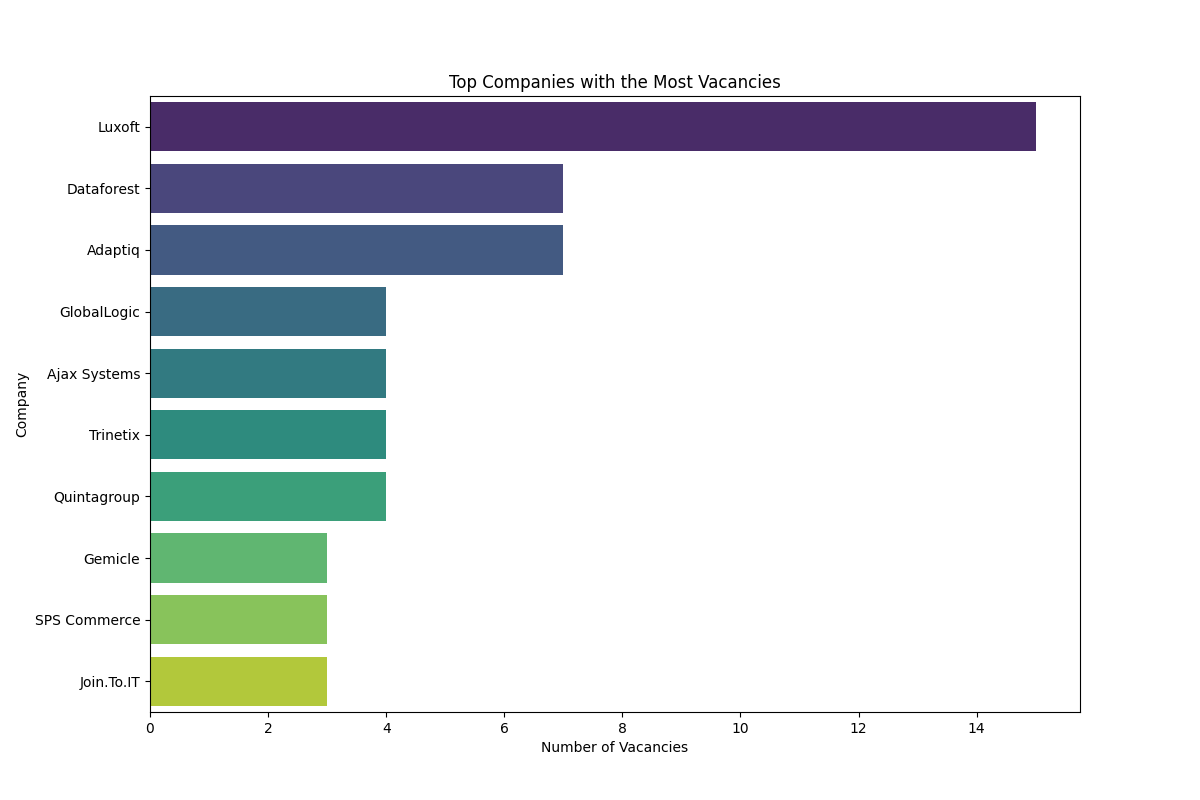 Top Companies with the Most Vacancies
Luxoft
Dataforest
Adaptiq
GlobalLogic
Ajax Systems
Trinetix
Quintagroup
Gemicle
SPS Commerce
Join.To.IT
Company
0 2 4 6 8 10 12 14
Number of Vacancies